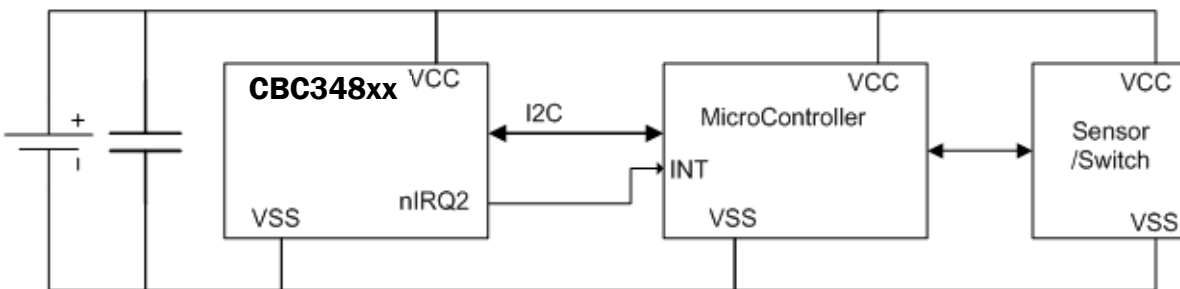 +
−
CBC348xx
VCC
VSS
nIRQ2
I2C
MicroController
VCC
INT
VSS
VCC
Sensor
/Switch
VSS